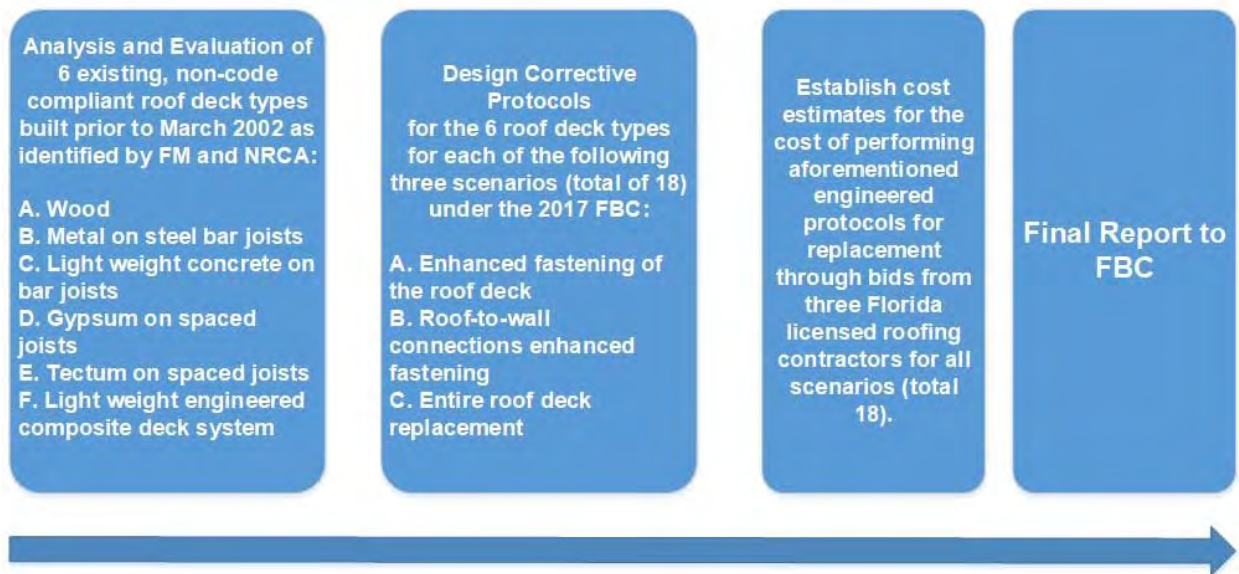 Analysis and Evaluation of
6 existing, non-code
compliant roof deck types
built prior to March 2002 as
identified by FM and NRCA:
A. Wood
B. Metal on steel bar joists
C. Light weight concrete on
bar joists
D. Gypsum on spaced
joists
E. Tectum on spaced joists
F. Light weight engineered
composite deck system
Design Corrective
Protocols
for the 6 roof deck types
for each of the following
three scenarios (total of 18)
under the 2017 FBC:
A. Enhanced fastening of
the roof deck
B. Roof-to-wall
connections enhanced
fastening
C. Entire roof deck
replacement
Establish cost
estimates for the
cost of performing
aforementioned
engineered
protocols for
replacement
through bids from
three Florida
licensed roofing
contractors for all
scenarios (total
18).
Final Report to
FBC